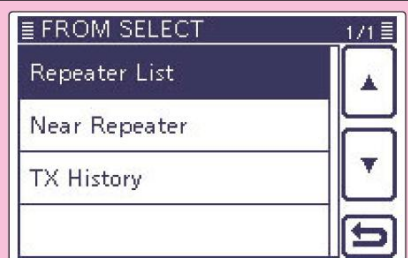 FROM SELECT 1/1
Repeater List
Near Repeater
TX History